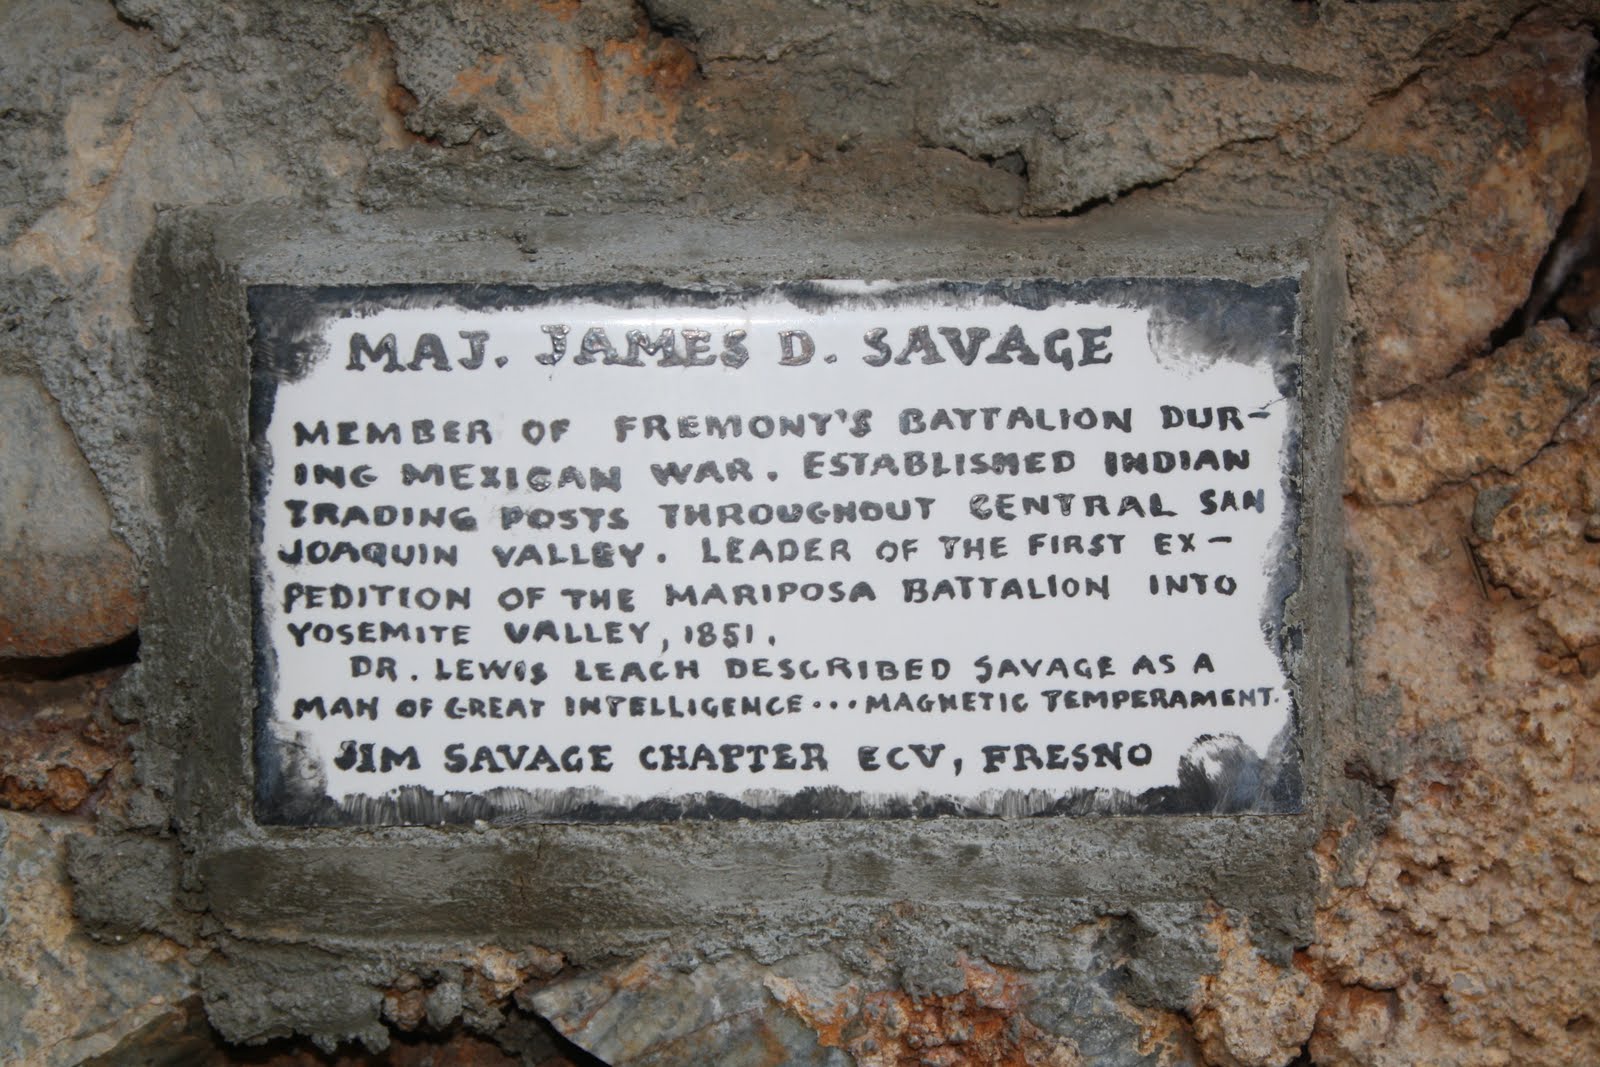 MAJ. JAMES D. SAVAGE
MEMBER OF FREMONT'S BATTALION DUR-
ING MEXICAN WAR. ESTABLISHED INDIAN
TRADING POSTS THROUGHOUT CENTRAL SAN
JOAQUIN VALLEY. LEADER OF THE FIRST EX-
PEDITION OF THE MARIPOSA BATTALION INTO
YOSEMITE VALLEY, 1851.
DR. LEWIS LEACH DESCRIBED SAVAGE AS A
MAN OF GREAT INTELLIGENCE... MAGNETIC TEMPERAMENT.
JIM SAVAGE CHAPTER ECV, FRESNO